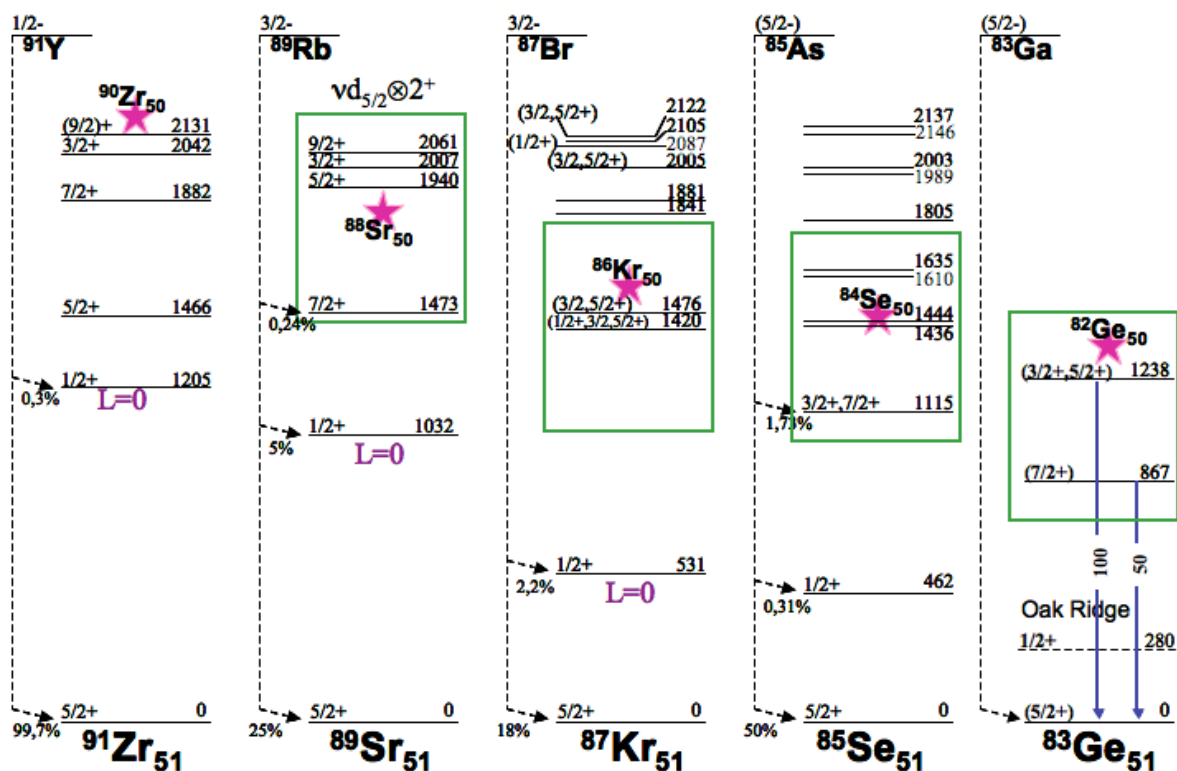 1/2-
⁹¹Y
⁹⁰Zr₅₀
(9/2)+ 2131
3/2+ 2042
7/2+ 1882
5/2+ 1466
1/2+ 1205
0,3%
L=0
5/2+ 0
99,7%
⁹¹Zr₅₁
3/2-
⁸⁹Rb
νd5/2⊗2⁺
9/2+ 2061
3/2+ 2007
5/2+ 1940
⁸⁸Sr₅₀
7/2+ 1473
0,24%
1/2+ 1032
5%
L=0
5/2+ 0
25%
⁸⁹Sr₅₁
3/2-
⁸⁷Br
(3/2,5/2+) 2122
2105
(1/2+) 2087
(3/2,5/2+) 2005
1881
1841
⁸⁶Kr₅₀
(3/2,5/2+) 1476
(1/2+,3/2,5/2+) 1420
1/2+ 531
2,2%
L=0
5/2+ 0
18%
⁸⁷Kr₅₁
(5/2-)
⁸⁵As
2137
2146
2003
1989
1805
1635
1610
⁸⁴Se₅₀
1444
1436
3/2+,7/2+ 1115
1,73%
1/2+ 462
0,31%
5/2+ 0
50%
⁸⁵Se₅₁
(5/2-)
⁸³Ga
⁸²Ge₅₀
(3/2+,5/2+) 1238
(7/2+) 867
100 50
Oak Ridge
1/2+ 280
(5/2+) 0
⁸³Ge₅₁